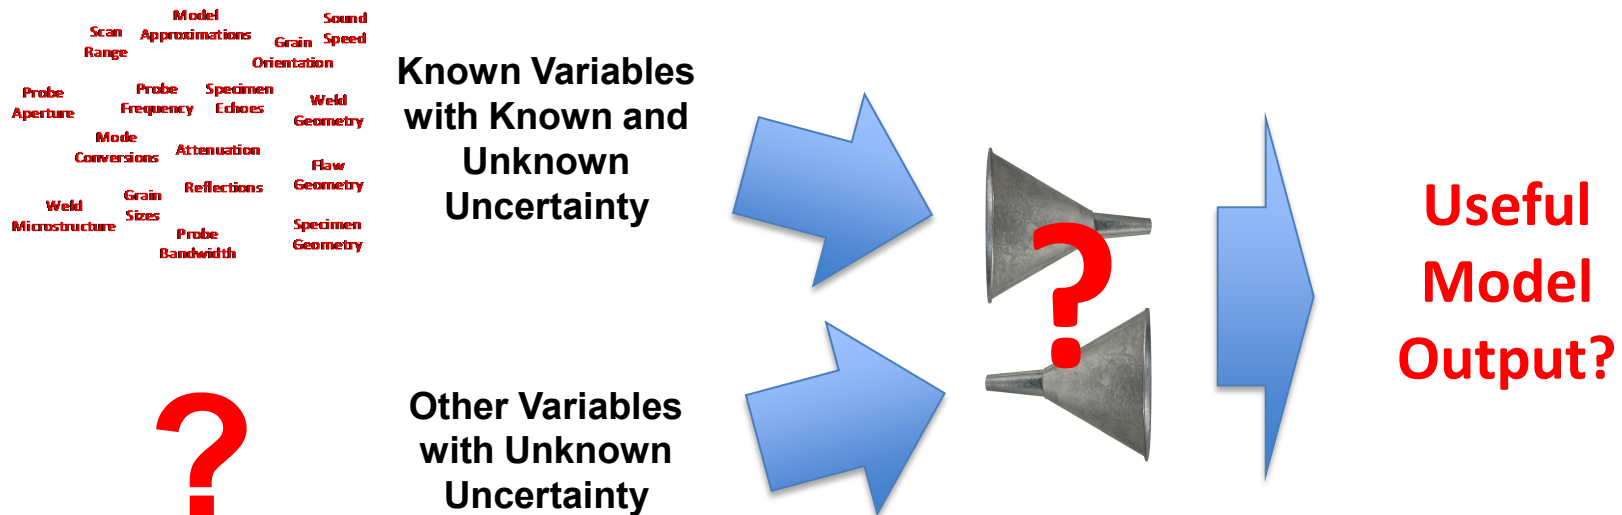 Model
Approximations
Scan
Range
Sound
Speed
Grain
Orientation
Probe
Aperture
Probe
Frequency
Specimen
Echoes
Weld
Geometry
Mode
Conversions
Attenuation
Flaw
Geometry
Reflections
Grain
Sizes
Weld
Microstructure
Probe
Bandwidth
Specimen
Geometry
Known Variables
with Known and
Unknown
Uncertainty
?
Other Variables
with Unknown
Uncertainty
?
Useful
Model
Output?